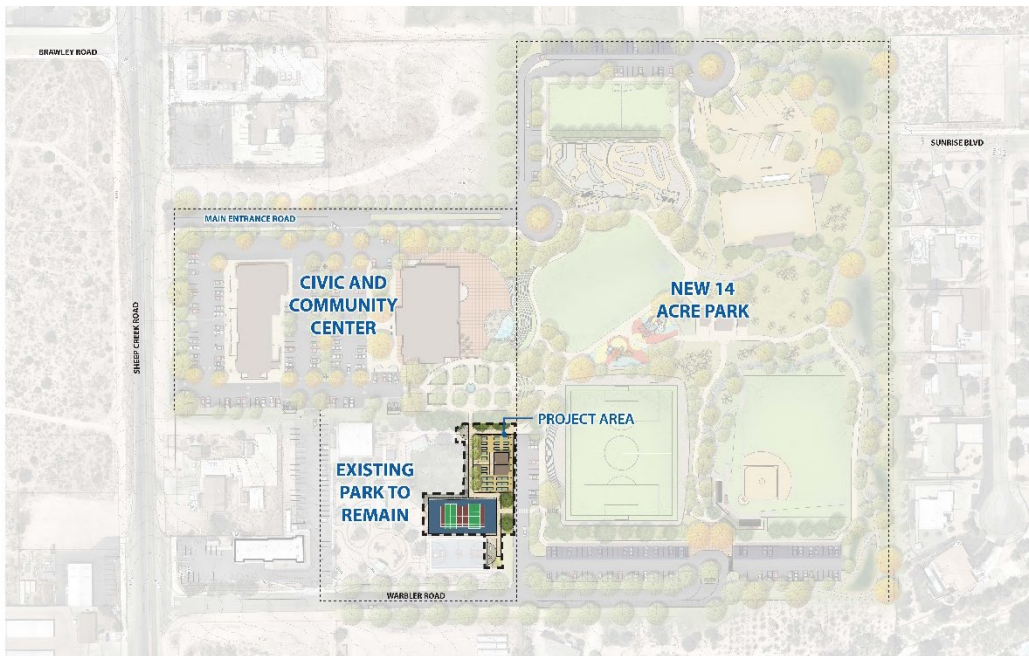 BRAWLEY ROAD
SUNRISE BLVD
MAIN ENTRANCE ROAD
CIVIC AND
COMMUNITY
CENTER
NEW 14
ACRE PARK
SHEEP CREEK ROAD
PROJECT AREA
EXISTING
PARK TO
REMAIN
WARBLER ROAD